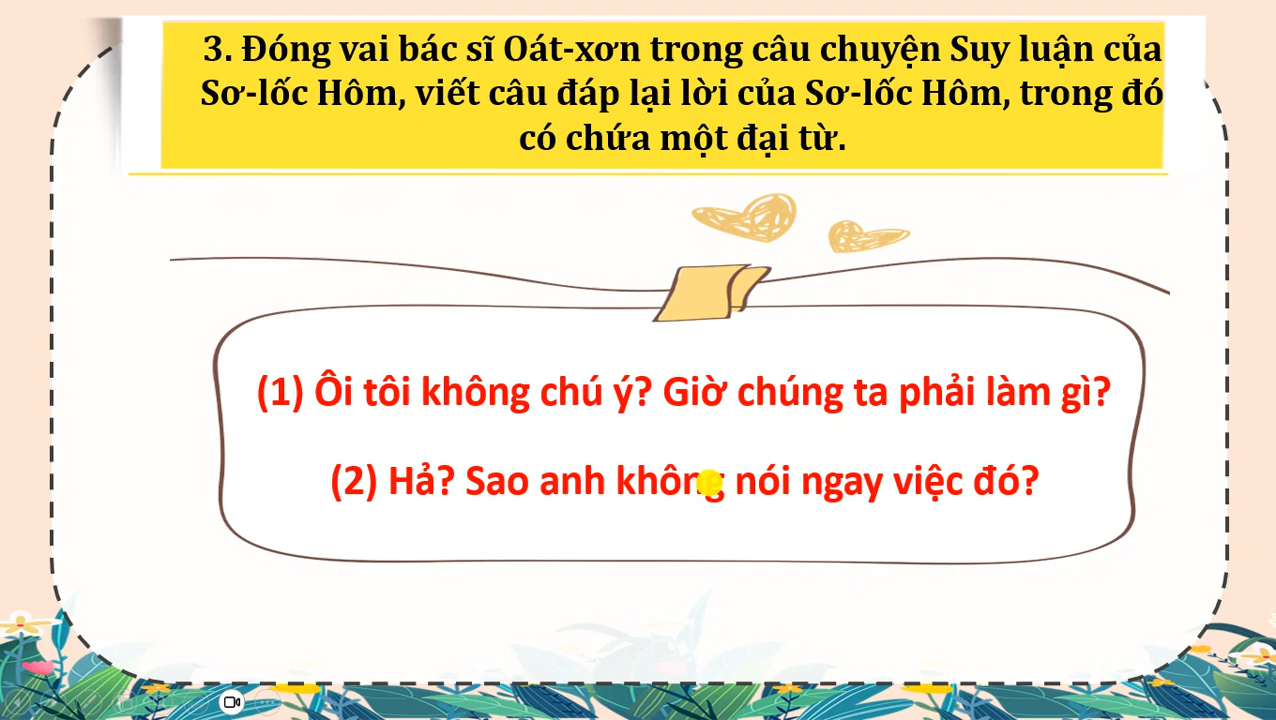 3. Đóng vai bác sĩ Oát-xơn trong câu chuyện Suy luận của
Sơ-lốc Hôm, viết câu đáp lại lời của Sơ-lốc Hôm, trong đó
có chứa một đại từ.
(1) Ôi tôi không chú ý? Giờ chúng ta phải làm gì?
(2) Hả? Sao anh không nói ngay việc đó?